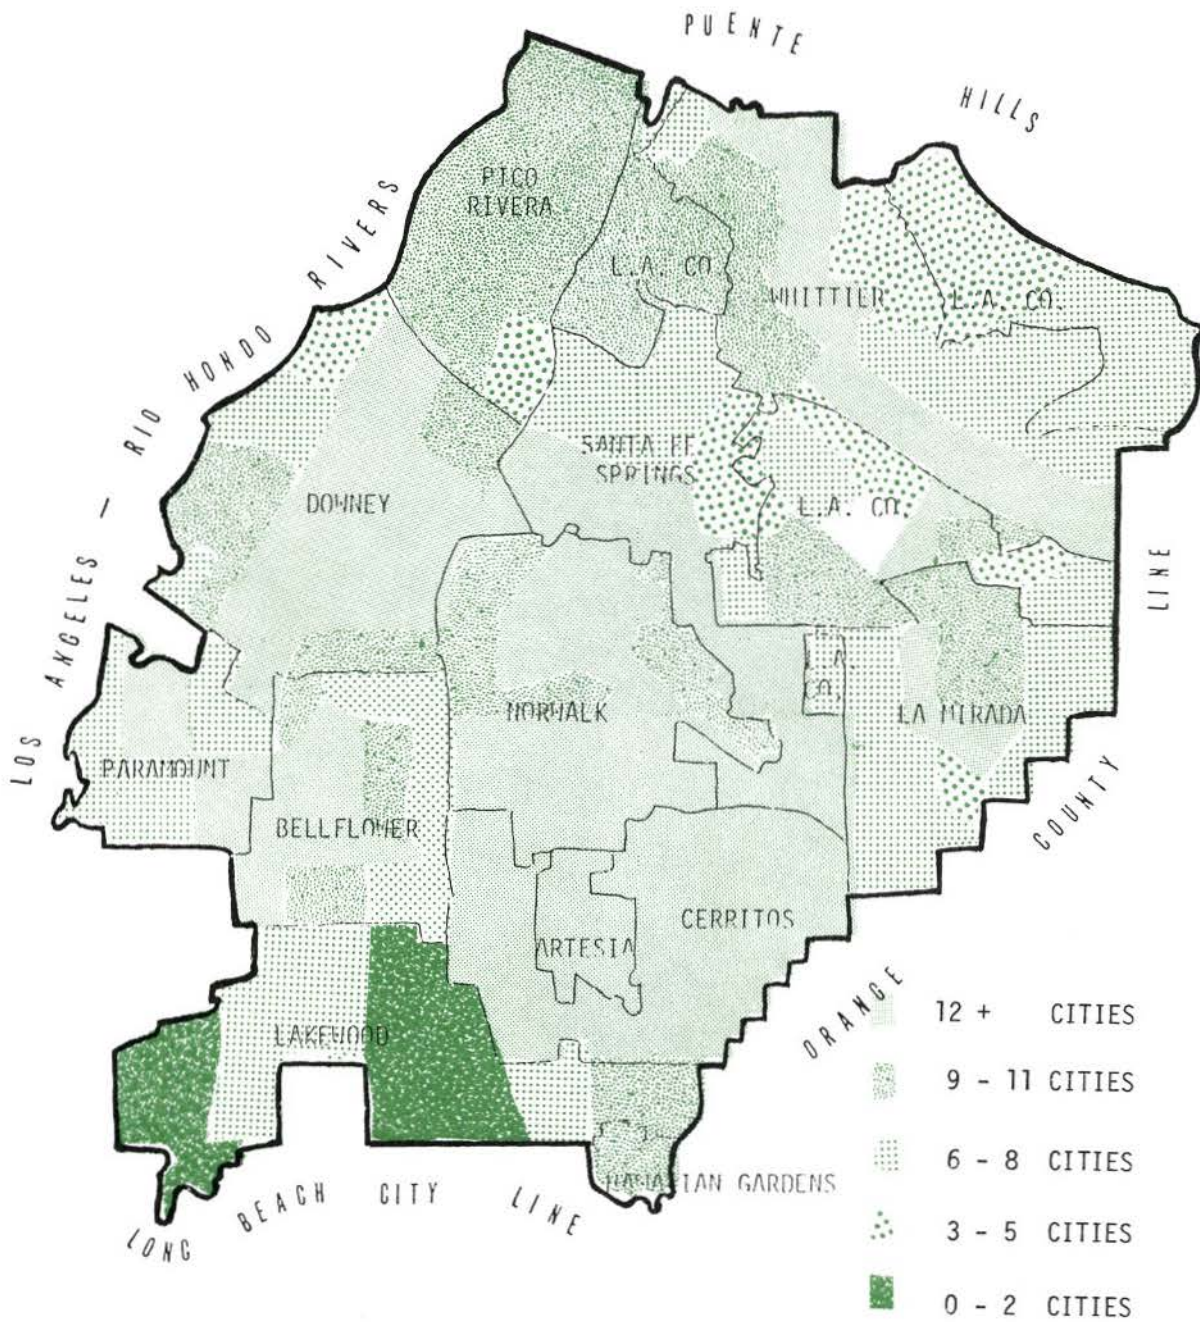 PUENTE HILLS
LOS ANGELES — RIO HONDO RIVERS
PICO
RIVERA
L.A. CO
WHITTIER
L.A. CO.
SANTA FE
SPRINGS
DOWNEY
L.A. CO.
LINE
L.A.
CO.
NORWALK
LA MIRADA
PARAMOUNT
BELLFLOWER
COUNTY
CERRITOS
ARTESIA
ORANGE
LAKEWOOD
HAWAIIAN GARDENS
LONG BEACH CITY LINE
12 + CITIES
9 - 11 CITIES
6 - 8 CITIES
3 - 5 CITIES
0 - 2 CITIES